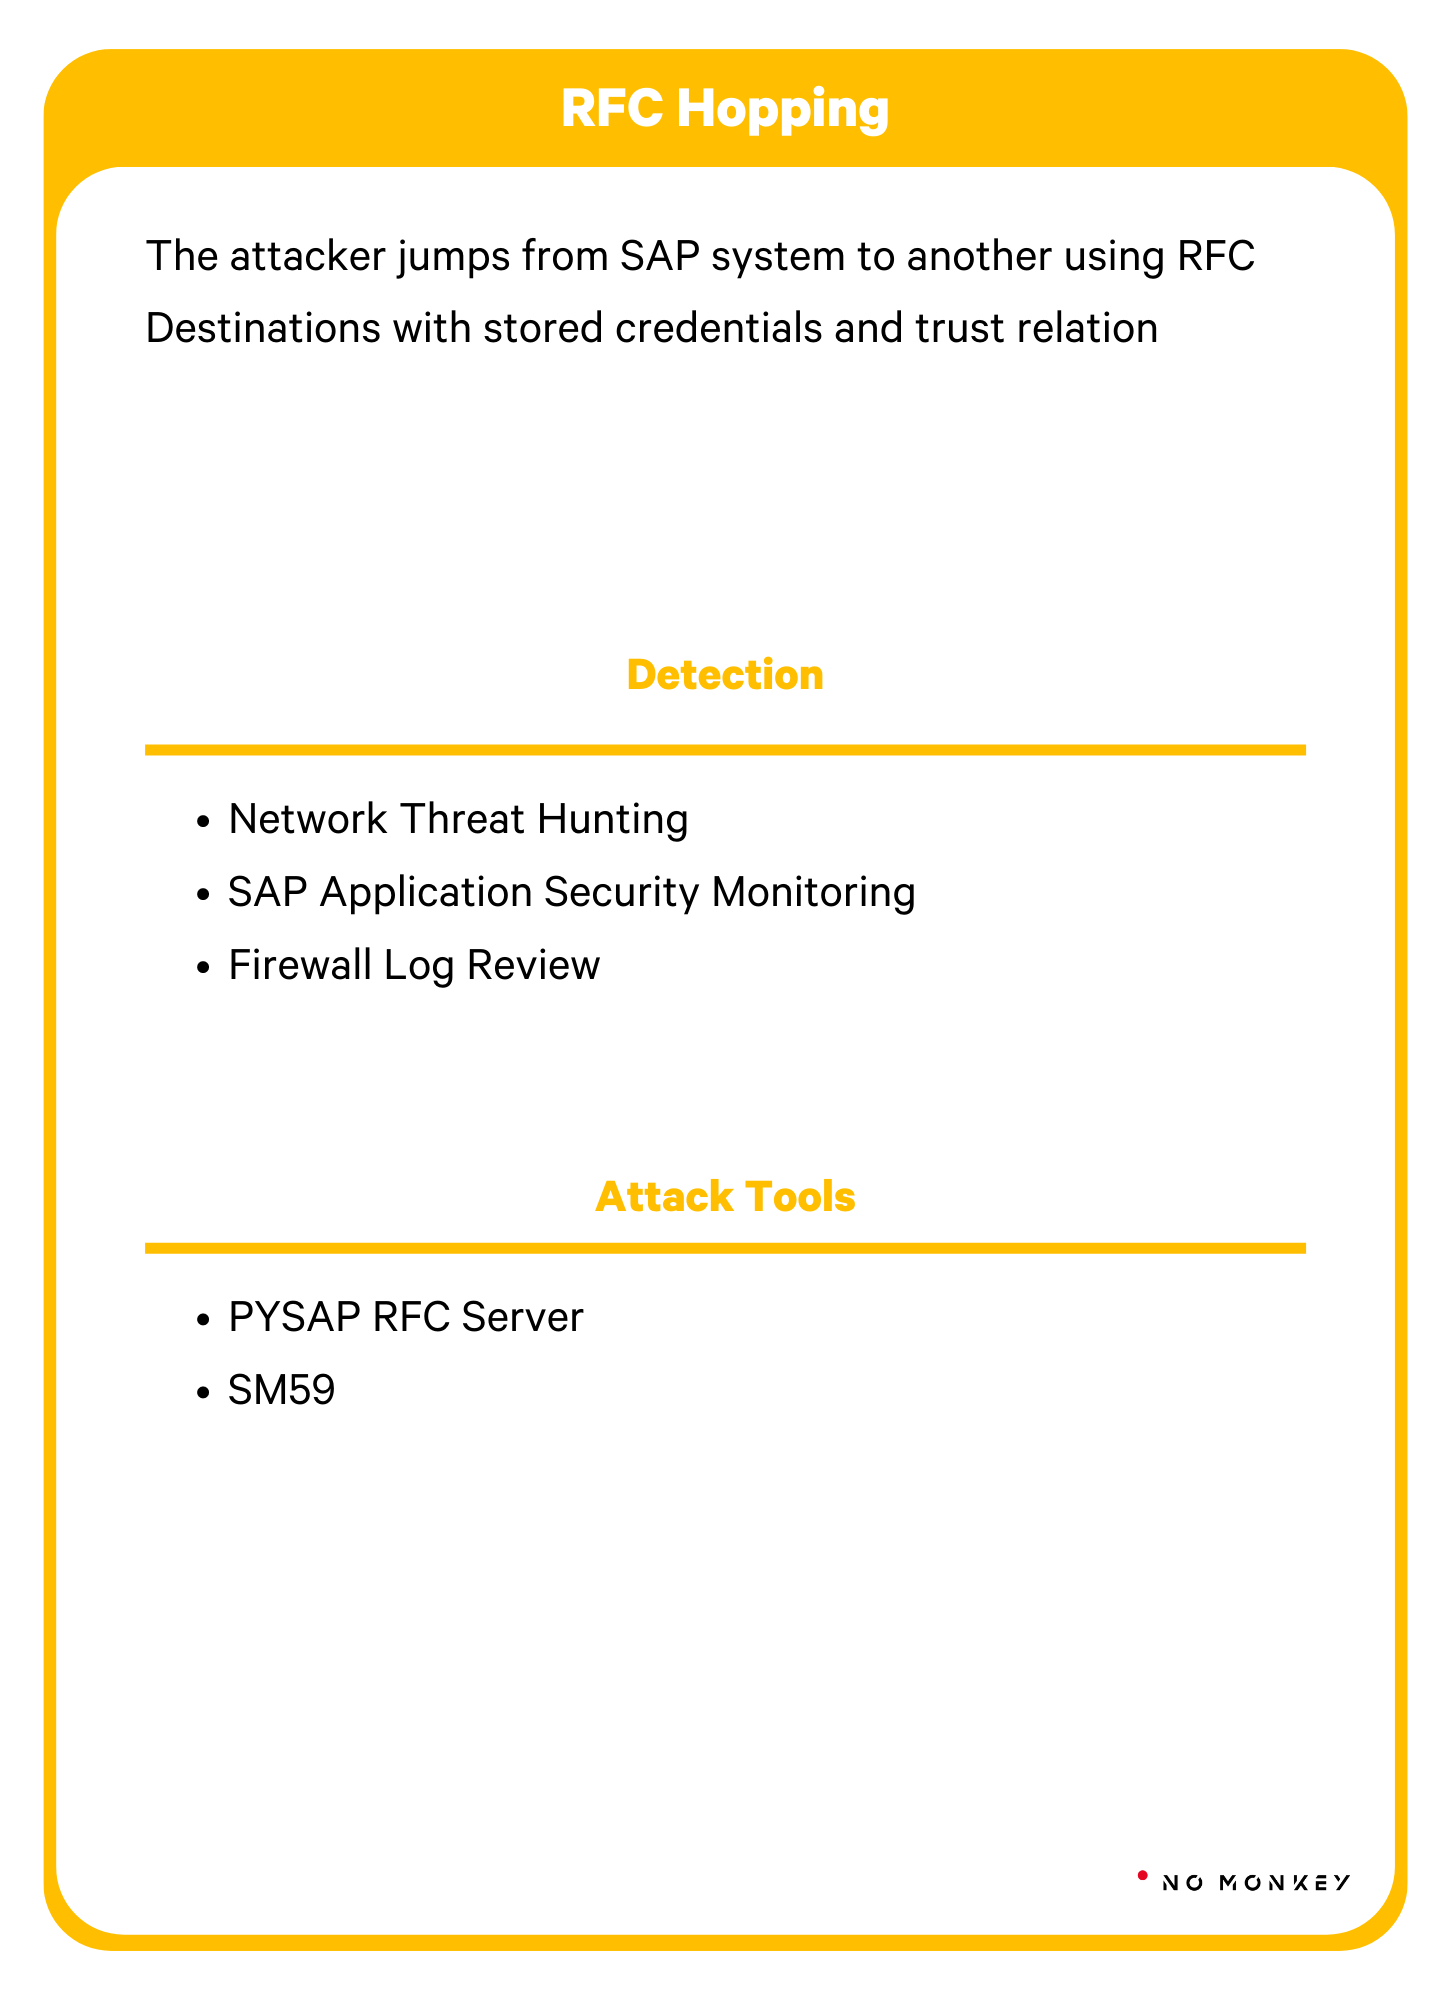 RFC Hopping
The attacker jumps from SAP system to another using RFC
Destinations with stored credentials and trust relation
Detection
• Network Threat Hunting
• SAP Application Security Monitoring
• Firewall Log Review
Attack Tools
• PYSAP RFC Server
• SM59
NO MONKEY